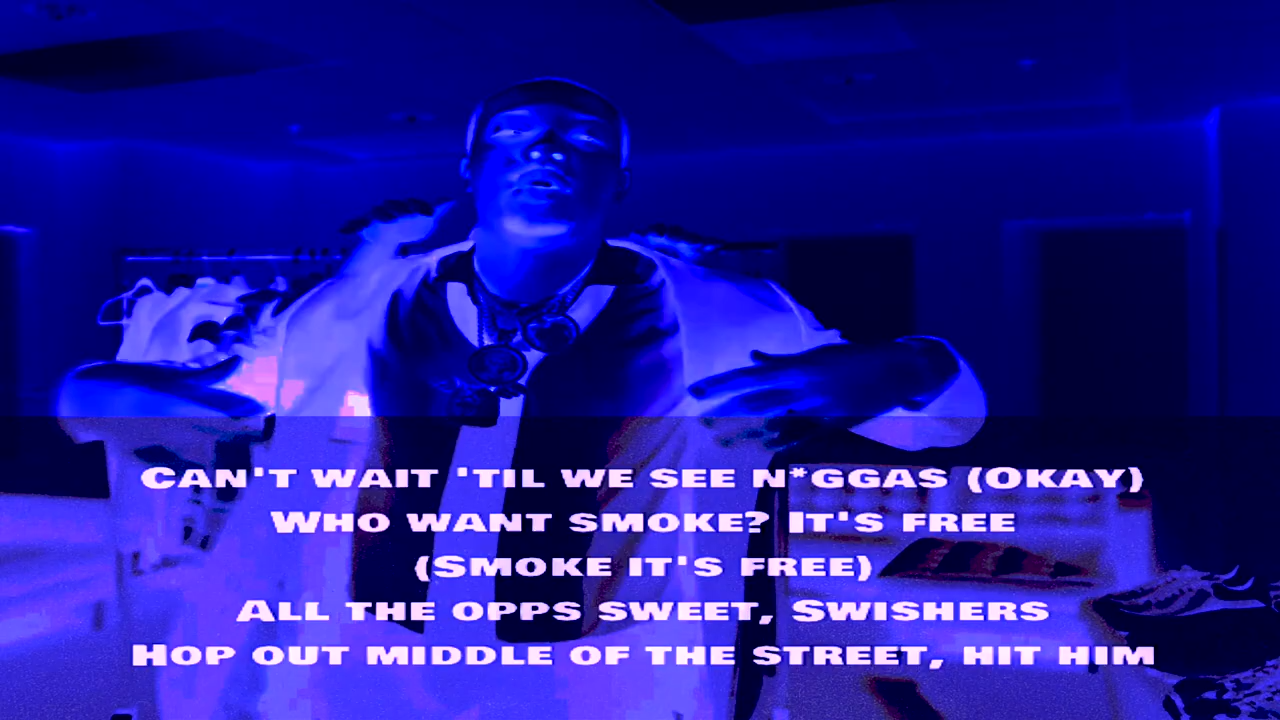 Can't wait 'til we see n*ggas (Okay)
Who want smoke? It's free
(Smoke it's free)
All the opps sweet, Swishers
Hop out middle of the street, hit him